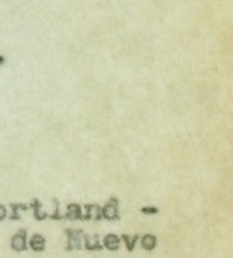 ortland -
de Nuevo